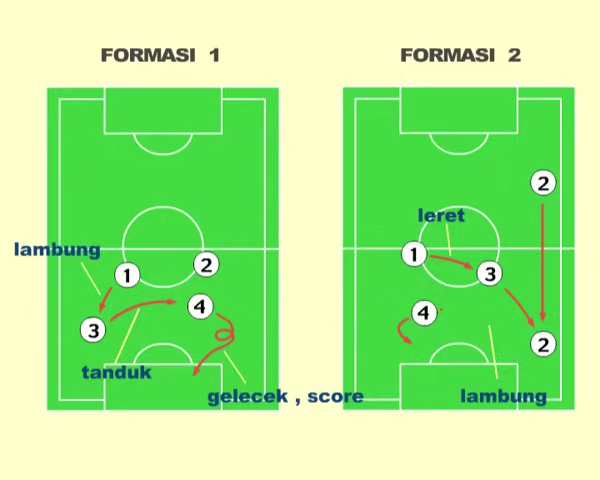 FORMASI 1
FORMASI 2
lambung
1
2
3
4
tanduk
gelecek , score
2
leret
1
3
4
2
lambung